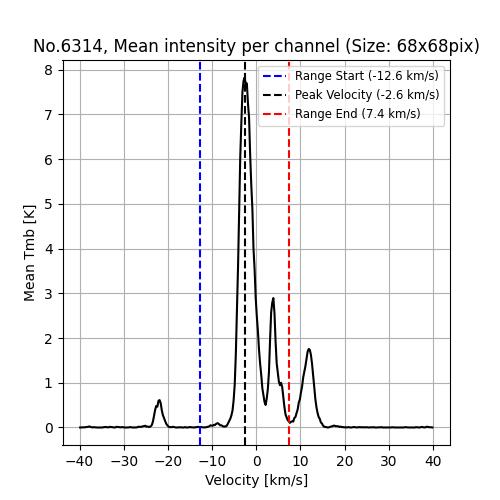 No.6314, Mean intensity per channel (Size: 68x68pix)
Range Start (-12.6 km/s)
Peak Velocity (-2.6 km/s)
Range End (7.4 km/s)
8
7
6
5
4
3
2
1
0
Mean Tmb [K]
−40 −30 −20 −10 0 10 20 30 40
Velocity [km/s]